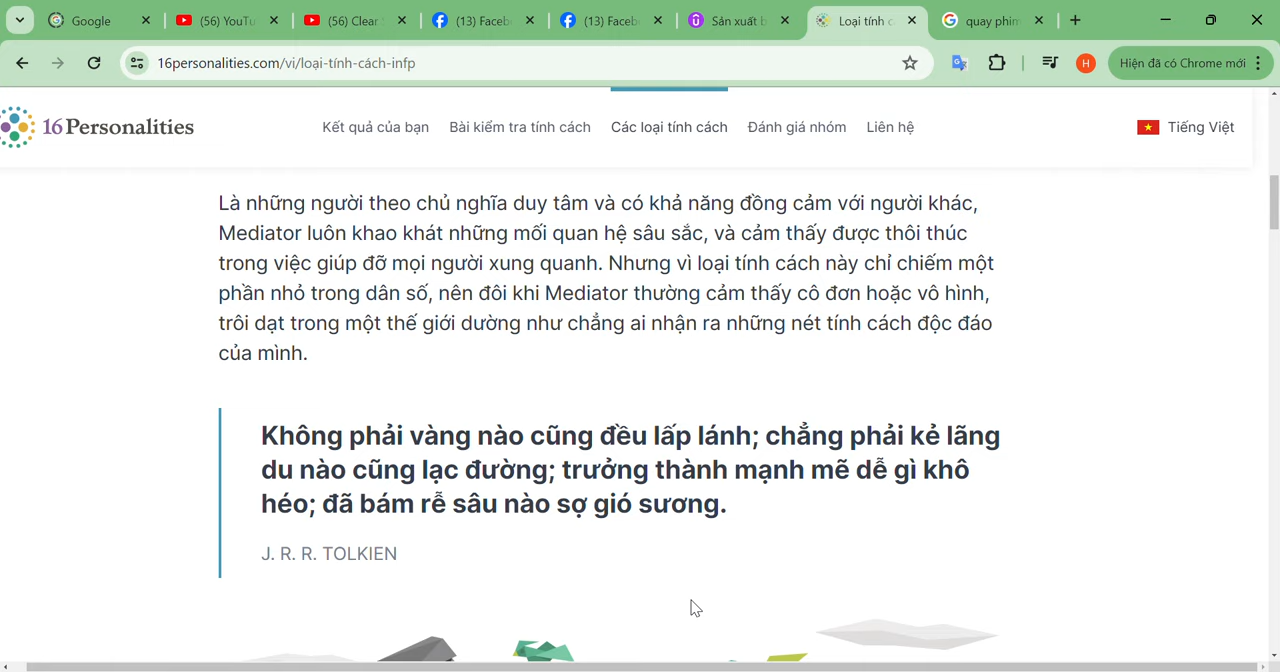 Google
(56) YouTu
(56) Clear
(13) Faceb
(13) Faceb
Sản xuất b
Loại tính c
quay phim
16personalities.com/vi/loại-tính-cách-infp
H
Hiện đã có Chrome mới
16Personalities
Kết quả của bạn
Bài kiểm tra tính cách
Các loại tính cách
Đánh giá nhóm
Liên hệ
Tiếng Việt
Là những người theo chủ nghĩa duy tâm và có khả năng đồng cảm với người khác,
Mediator luôn khao khát những mối quan hệ sâu sắc, và cảm thấy được thôi thúc
trong việc giúp đỡ mọi người xung quanh. Nhưng vì loại tính cách này chỉ chiếm một
phần nhỏ trong dân số, nên đôi khi Mediator thường cảm thấy cô đơn hoặc vô hình,
trôi dạt trong một thế giới dường như chẳng ai nhận ra những nét tính cách độc đáo
của mình.
Không phải vàng nào cũng đều lấp lánh; chẳng phải kẻ lãng
du nào cũng lạc đường; trưởng thành mạnh mẽ dễ gì khô
héo; đã bám rễ sâu nào sợ gió sương.
J. R. R. TOLKIEN